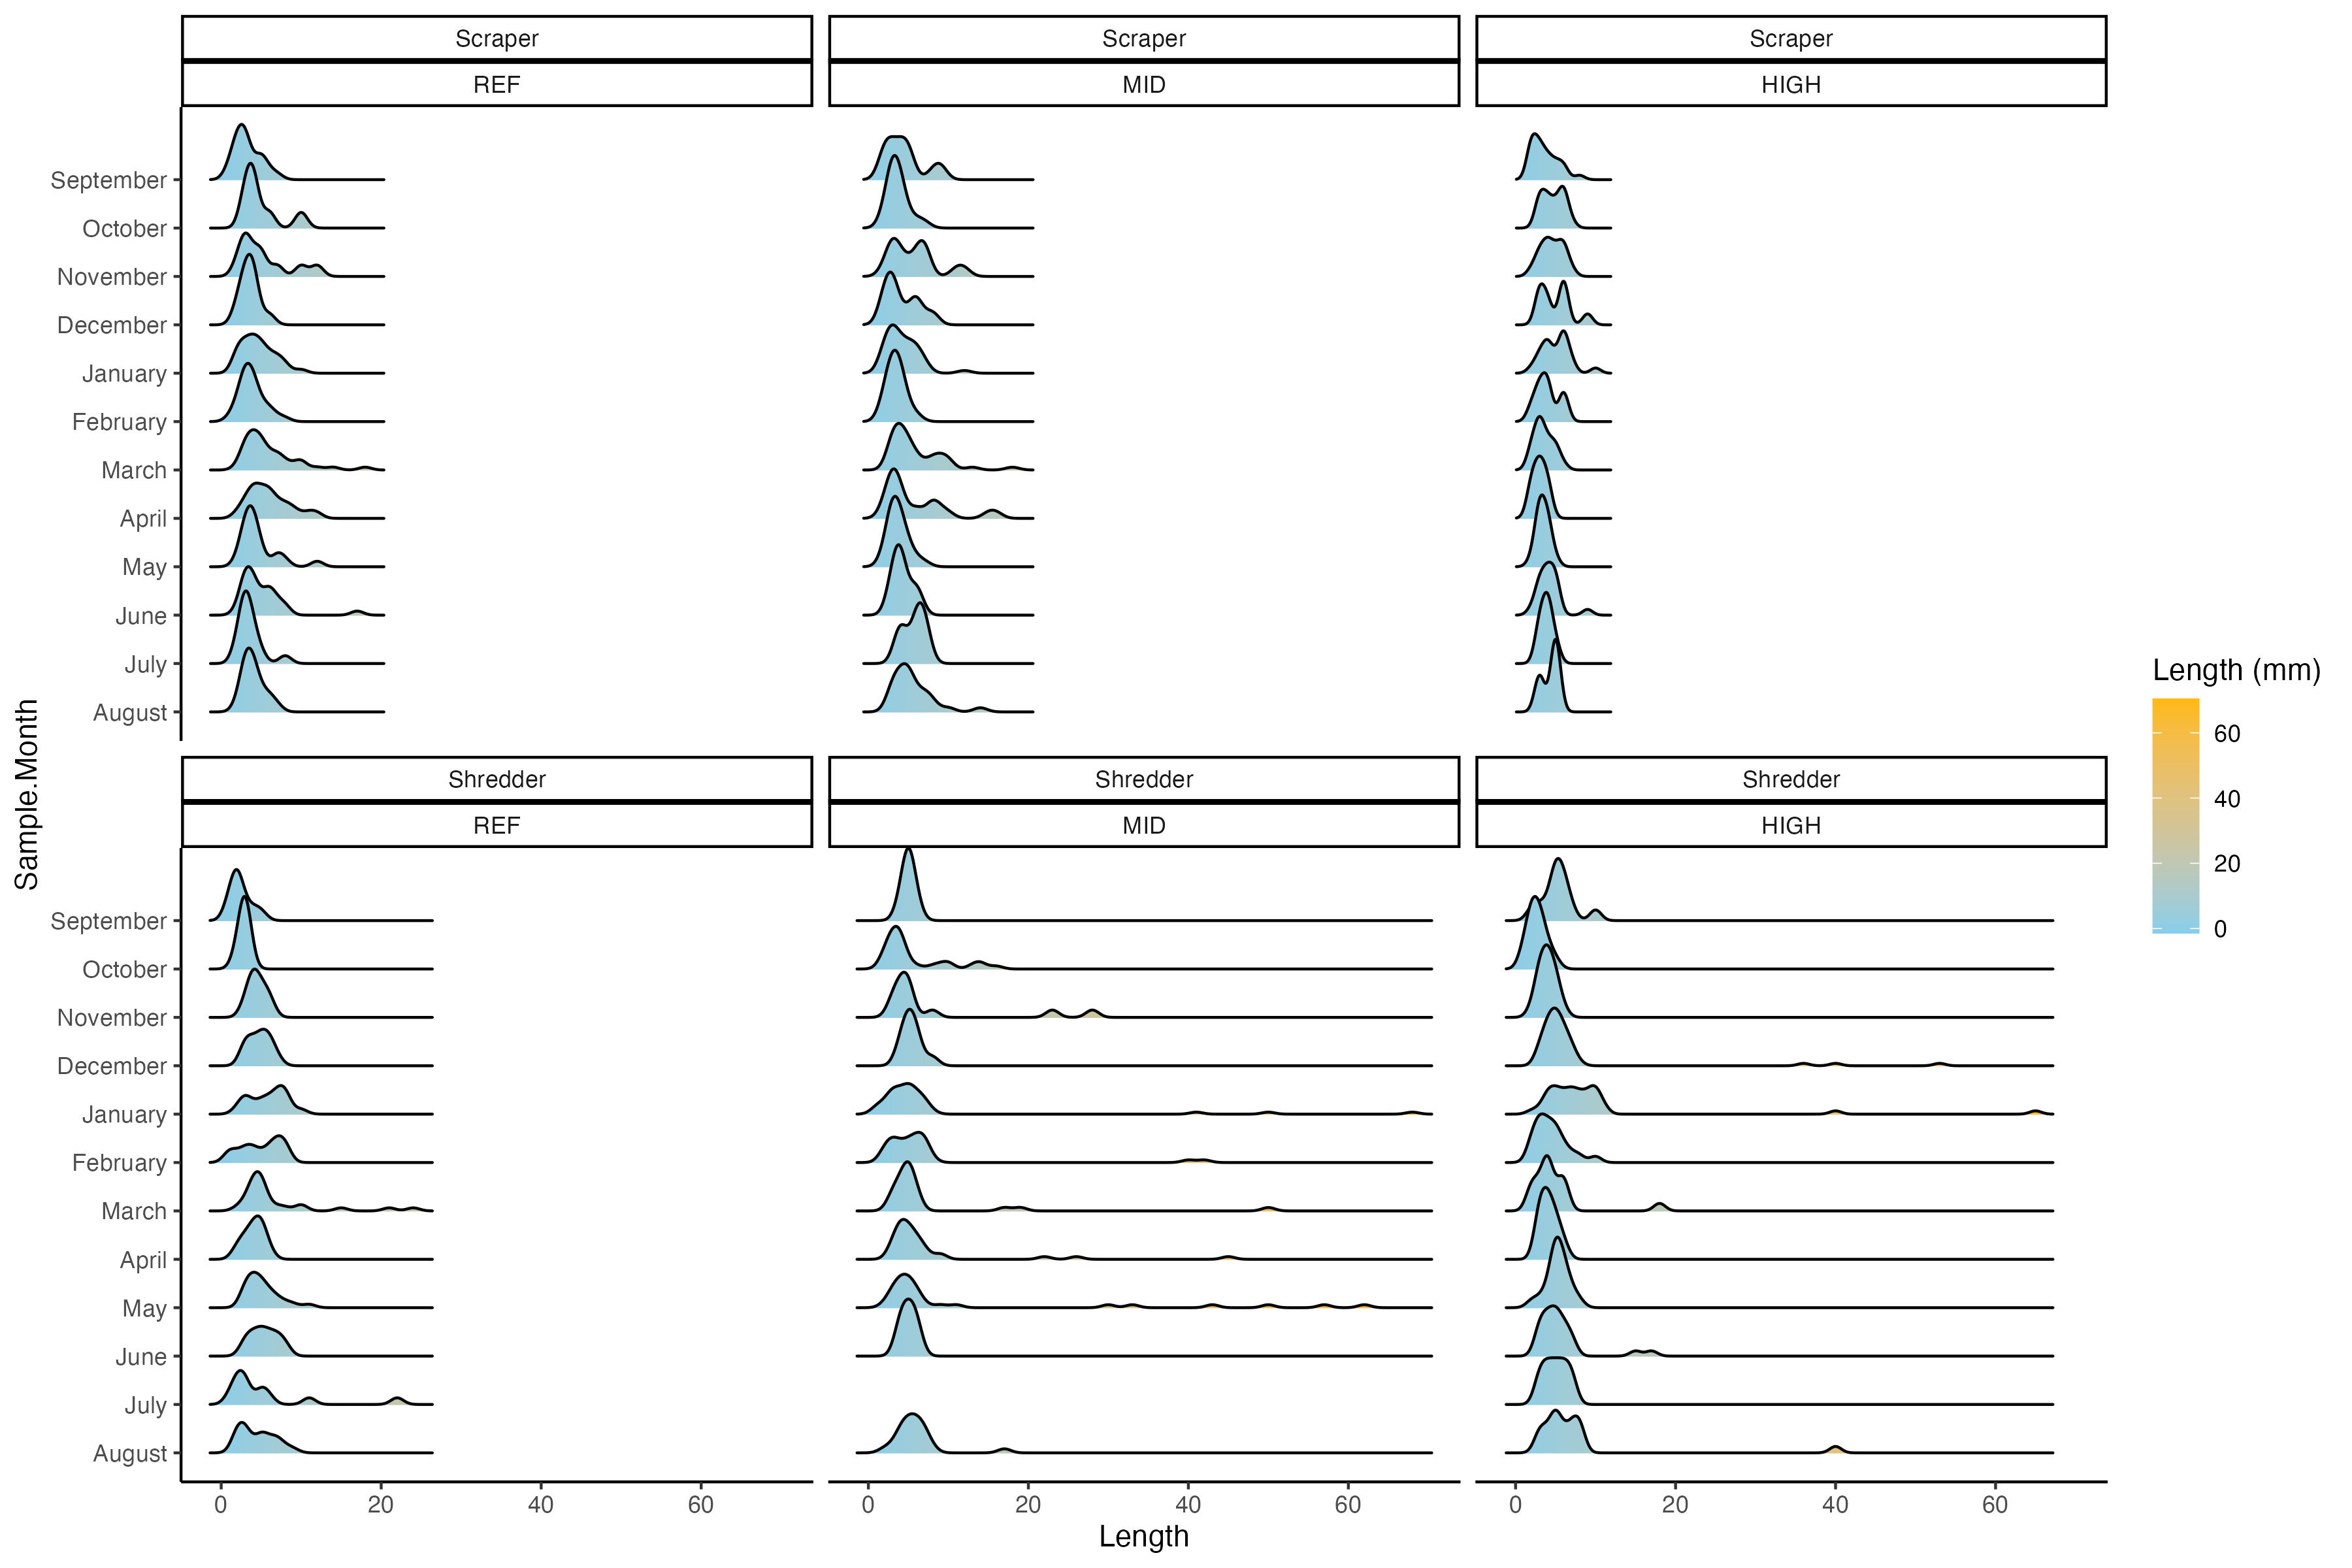 Scraper Scraper Scraper
REF MID HIGH
September
October
November
December
January
February
March
April
May
June
July
August
Shredder Shredder Shredder
REF MID HIGH
September
October
November
December
January
February
March
April
May
June
July
August
0 20 40 60 0 20 40 60 0 20 40 60
Length
Sample.Month
Length (mm)
60
40
20
0